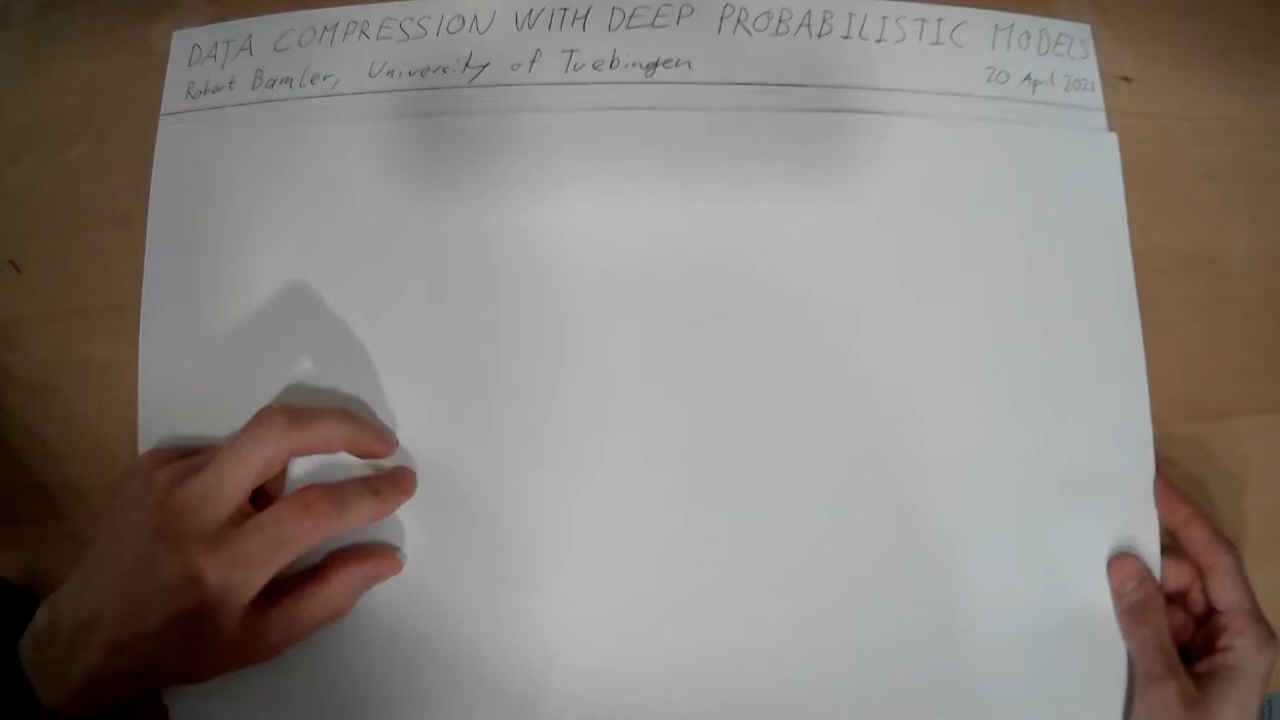 DATA COMPRESSION WITH DEEP PROBABILISTIC MODELS
Robert Bamler, University of Tuebingen
20 April 2021